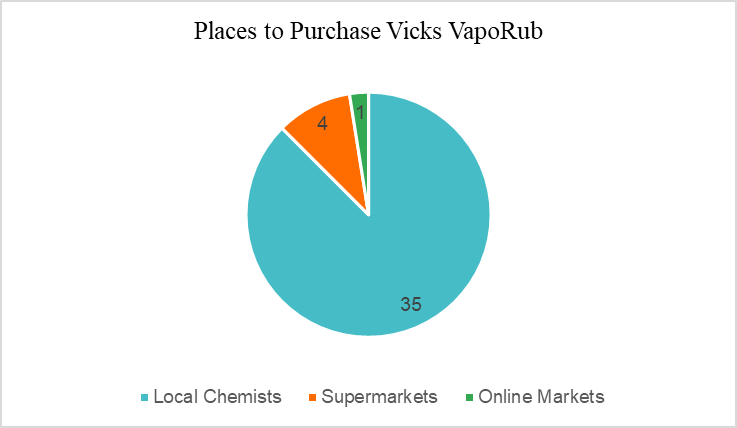 Places to Purchase Vicks VapoRub
1
4
35
Local Chemists Supermarkets Online Markets